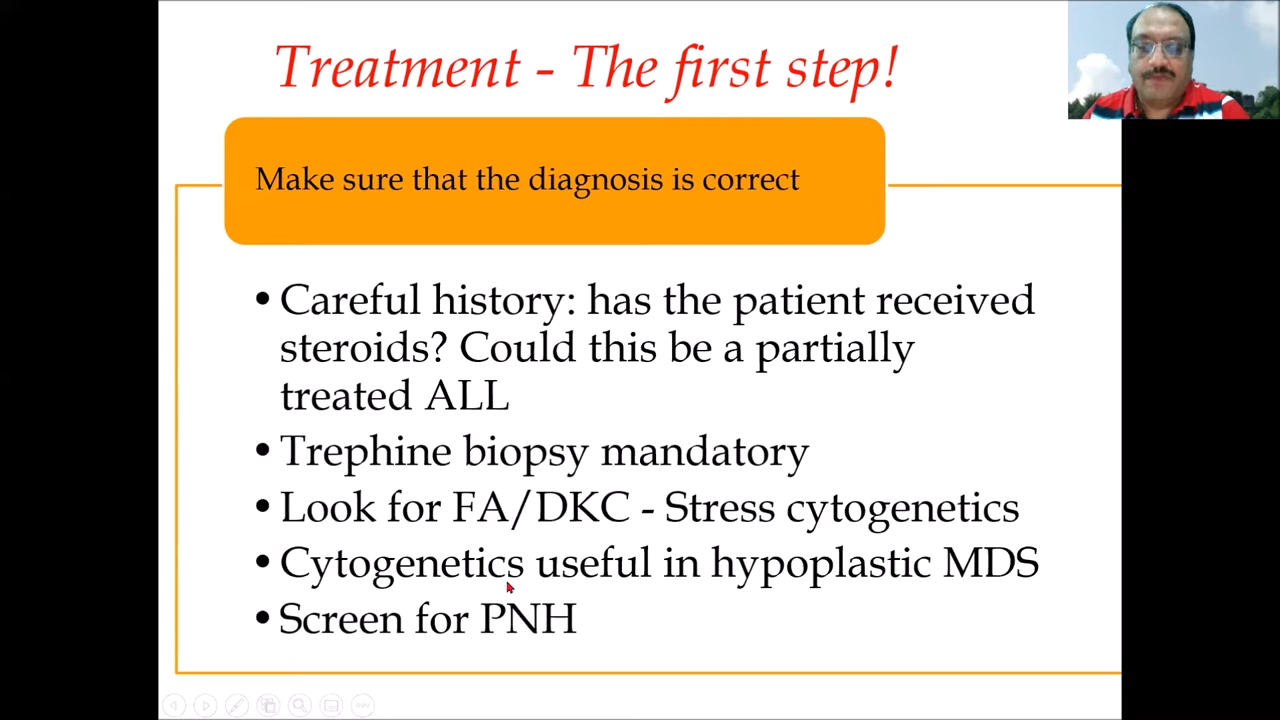 Treatment - The first step!
Make sure that the diagnosis is correct
• Careful history: has the patient received
steroids? Could this be a partially
treated ALL
• Trephine biopsy mandatory
• Look for FA/DKC - Stress cytogenetics
• Cytogenetics useful in hypoplastic MDS
• Screen for PNH